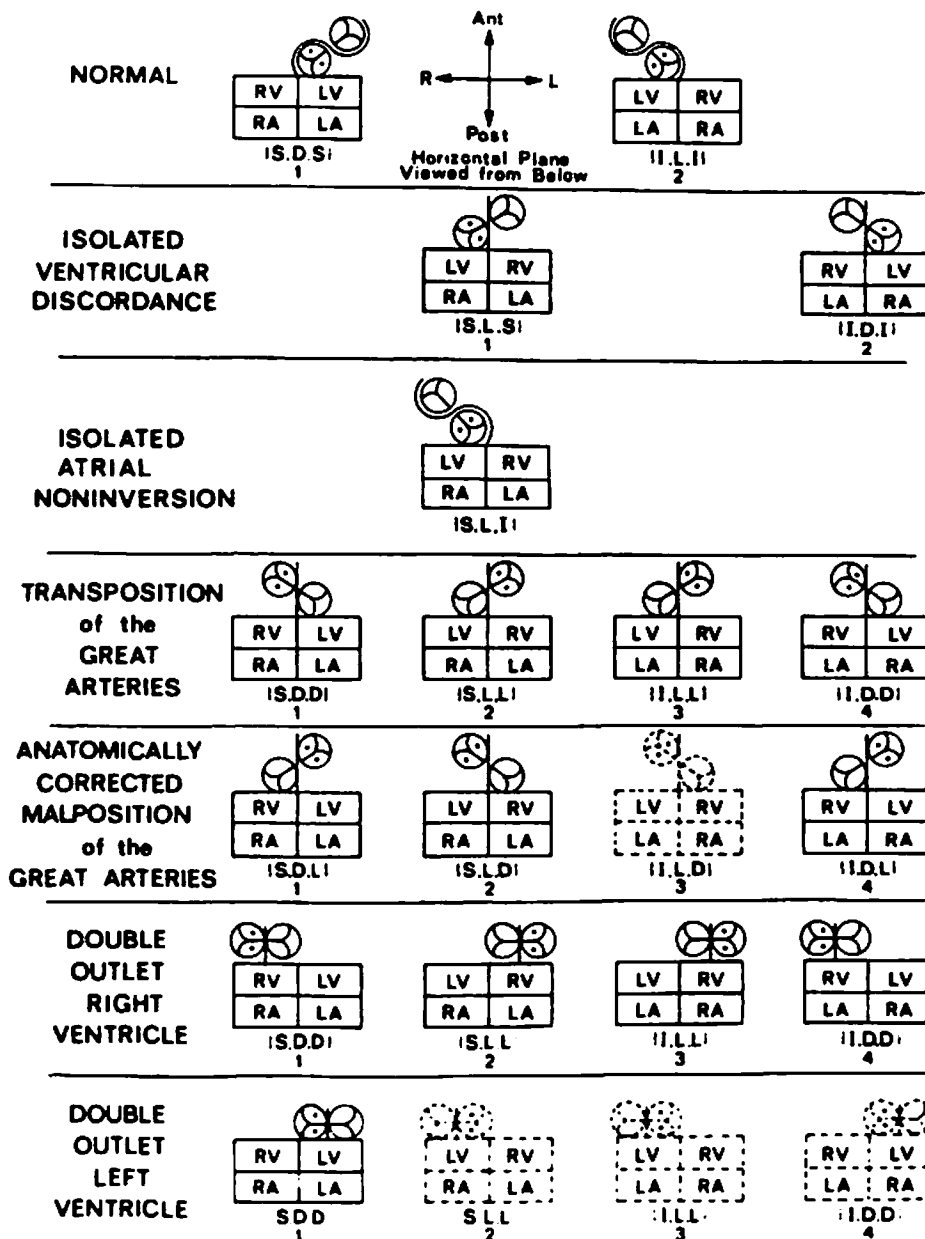 Ant
NORMAL
R L
RV LV LV RV
RA LA LA RA
Post
{S.D.S} Horizontal Plane {I.L.I}
1 Viewed from Below 2
ISOLATED
VENTRICULAR
DISCORDANCE
LV RV RV LV
RA LA LA RA
{S.L.S} {I.D.I}
1 2
ISOLATED
ATRIAL
NONINVERSION
LV RV
RA LA
{S.L.I}
TRANSPOSITION
of the
GREAT
ARTERIES
RV LV LV RV LV RV RV LV
RA LA RA LA LA RA LA RA
{S.D.D} {S.L.L} {I.L.L} {I.D.D}
1 2 3 4
ANATOMICALLY
CORRECTED
MALPOSITION
of the
GREAT ARTERIES
RV LV LV RV LV RV RV LV
RA LA RA LA LA RA LA RA
{S.D.L} {S.L.D} {I.L.D} {I.D.L}
1 2 3 4
DOUBLE
OUTLET
RIGHT
VENTRICLE
RV LV LV RV LV RV RV LV
RA LA RA LA LA RA LA RA
{S.D.D} {S.L.L {I.L.L} {I.D.D}
1 2 3 4
DOUBLE
OUTLET
LEFT
VENTRICLE
RV LV LV RV LV RV RV LV
RA LA RA LA LA RA LA RA
S D D S L L {I.L.L {I.D.D}
1 2 3 4